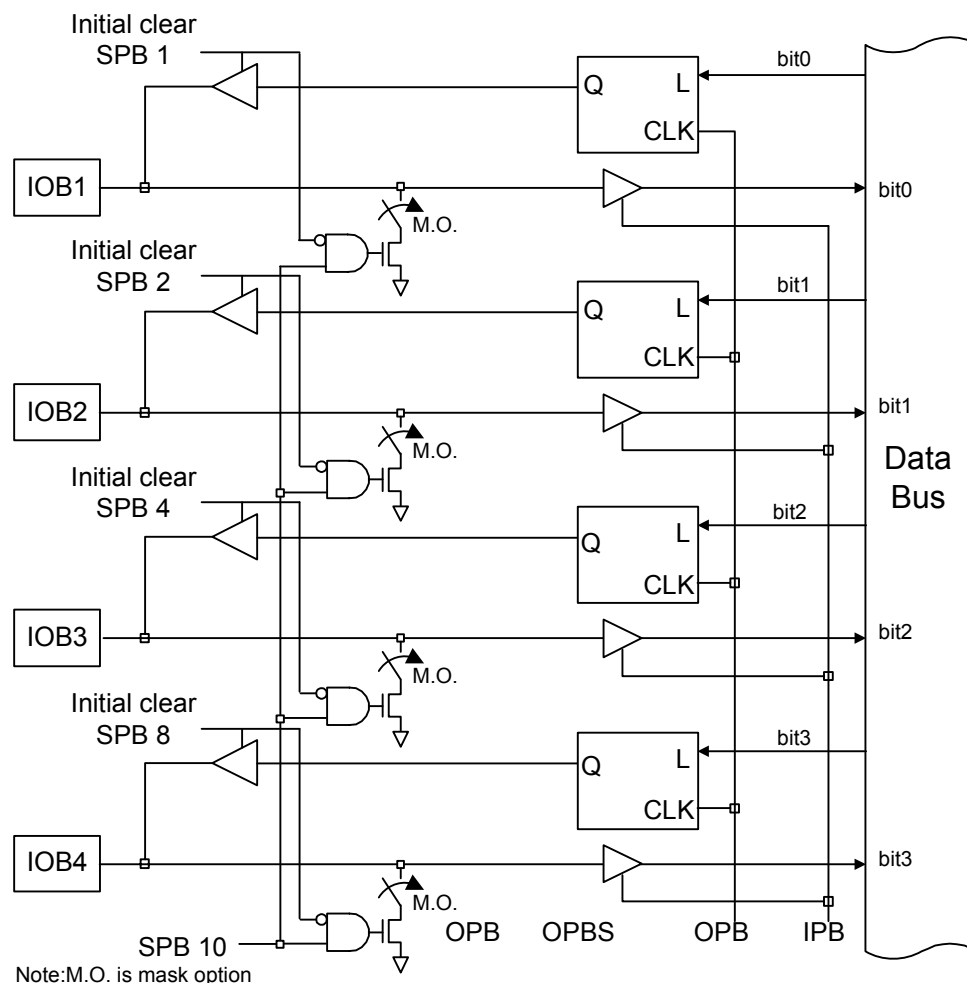 Initial clear
SPB 1
bit0
Q
L
CLK
IOB1
bit0
M.O.
Initial clear
SPB 2
bit1
Q
L
CLK
IOB2
bit1
M.O.
Data
Bus
Initial clear
SPB 4
bit2
Q
L
CLK
IOB3
bit2
M.O.
Initial clear
SPB 8
bit3
Q
L
CLK
IOB4
bit3
M.O.
SPB 10
OPB
OPBS
OPB
IPB
Note:M.O. is mask option